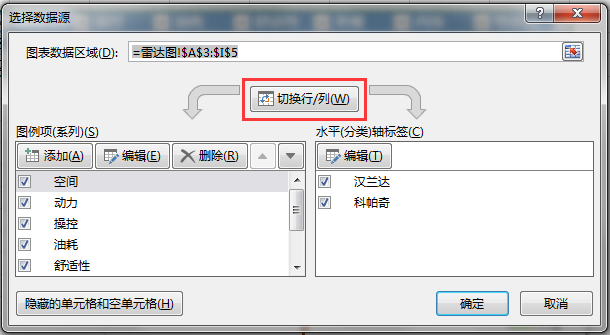 选择数据源
图表数据区域(D): =雷达图!$A$3:$I$5
切换行/列(W)
图例项(系列)(S)
添加(A) 编辑(E) 删除(R)
空间
动力
操控
油耗
舒适性
水平(分类)轴标签(C)
编辑(T)
汉兰达
科帕奇
隐藏的单元格和空单元格(H)
确定 取消